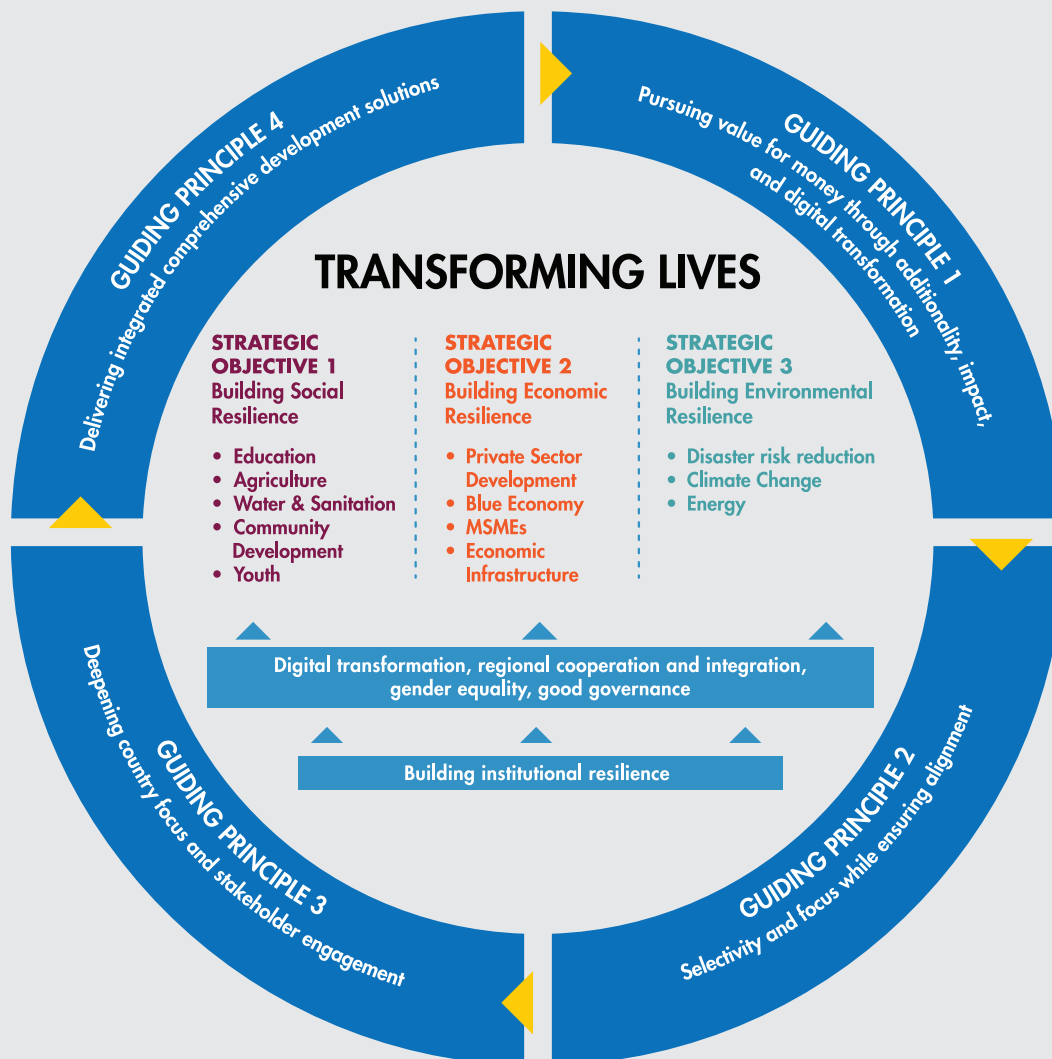 GUIDING PRINCIPLE 4
Delivering integrated comprehensive development solutions
GUIDING PRINCIPLE 1
Pursuing value for money through additionality, impact,
and digital transformation
TRANSFORMING LIVES
STRATEGIC
OBJECTIVE 1
Building Social
Resilience
• Education
• Agriculture
• Water & Sanitation
• Community
Development
• Youth
STRATEGIC
OBJECTIVE 2
Building Economic
Resilience
• Private Sector
Development
• Blue Economy
• MSMEs
• Economic
Infrastructure
STRATEGIC
OBJECTIVE 3
Building Environmental
Resilience
• Disaster risk reduction
• Climate Change
• Energy
Digital transformation, regional cooperation and integration,
gender equality, good governance
Building institutional resilience
GUIDING PRINCIPLE 3
Deepening country focus and stakeholder engagement
GUIDING PRINCIPLE 2
Selectivity and focus while ensuring alignment